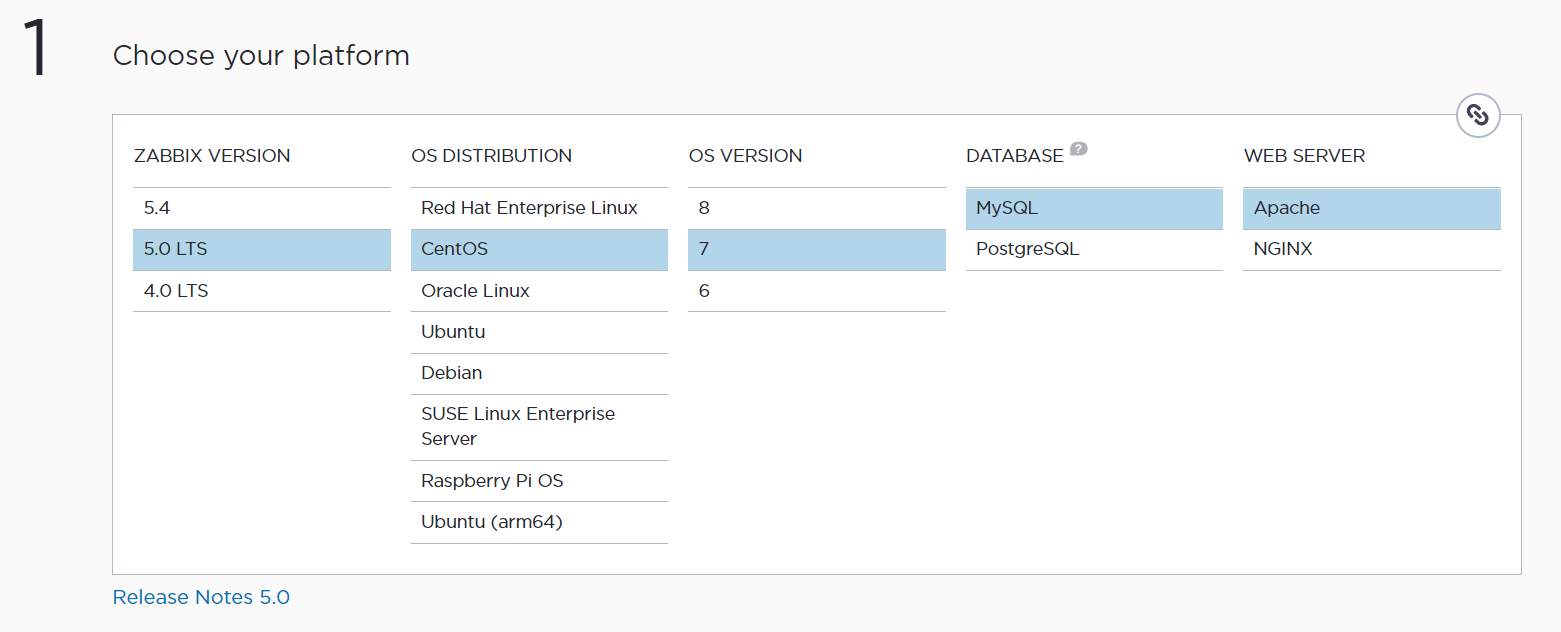 1
Choose your platform
ZABBIX VERSION
5.4
5.0 LTS
4.0 LTS
OS DISTRIBUTION
Red Hat Enterprise Linux
CentOS
Oracle Linux
Ubuntu
Debian
SUSE Linux Enterprise
Server
Raspberry Pi OS
Ubuntu (arm64)
OS VERSION
8
7
6
DATABASE ?
MySQL
PostgreSQL
WEB SERVER
Apache
NGINX
Release Notes 5.0